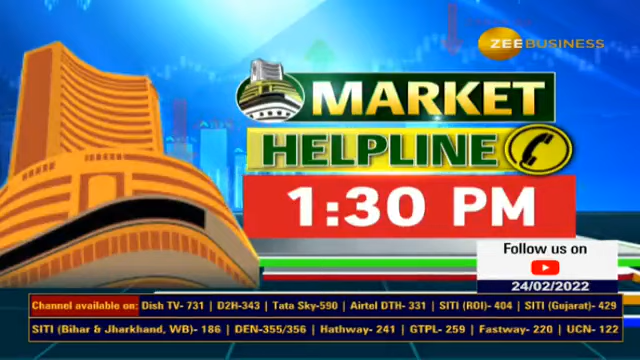 ZEE BUSINESS
MARKET
HELPLINE
1:30 PM
Follow us on
24/02/2022
Channel available on: Dish TV- 731 | D2H-343 | Tata Sky-590 | Airtel DTH- 331 | SITI (ROI)- 404 | SITI (Gujarat)- 429
SITI (Bihar & Jharkhand, WB)- 186 | DEN-355/356 | Hathway- 241 | GTPL- 259 | Fastway- 220 | UCN- 122